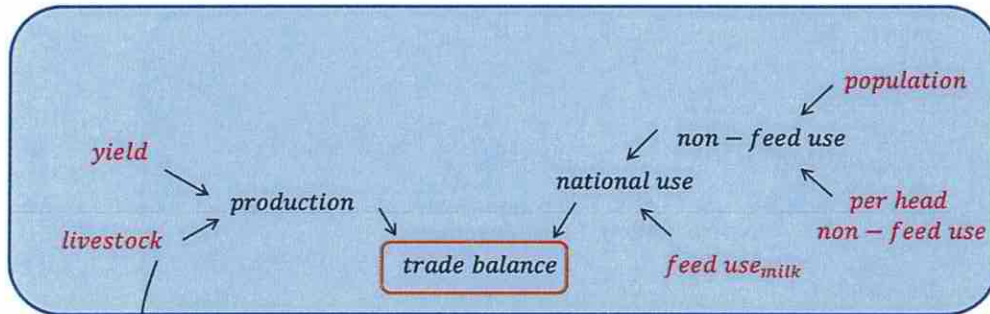 population
non − feed use
yield
national use
production
per head
non − feed use
livestock
trade balance
feed use_milk